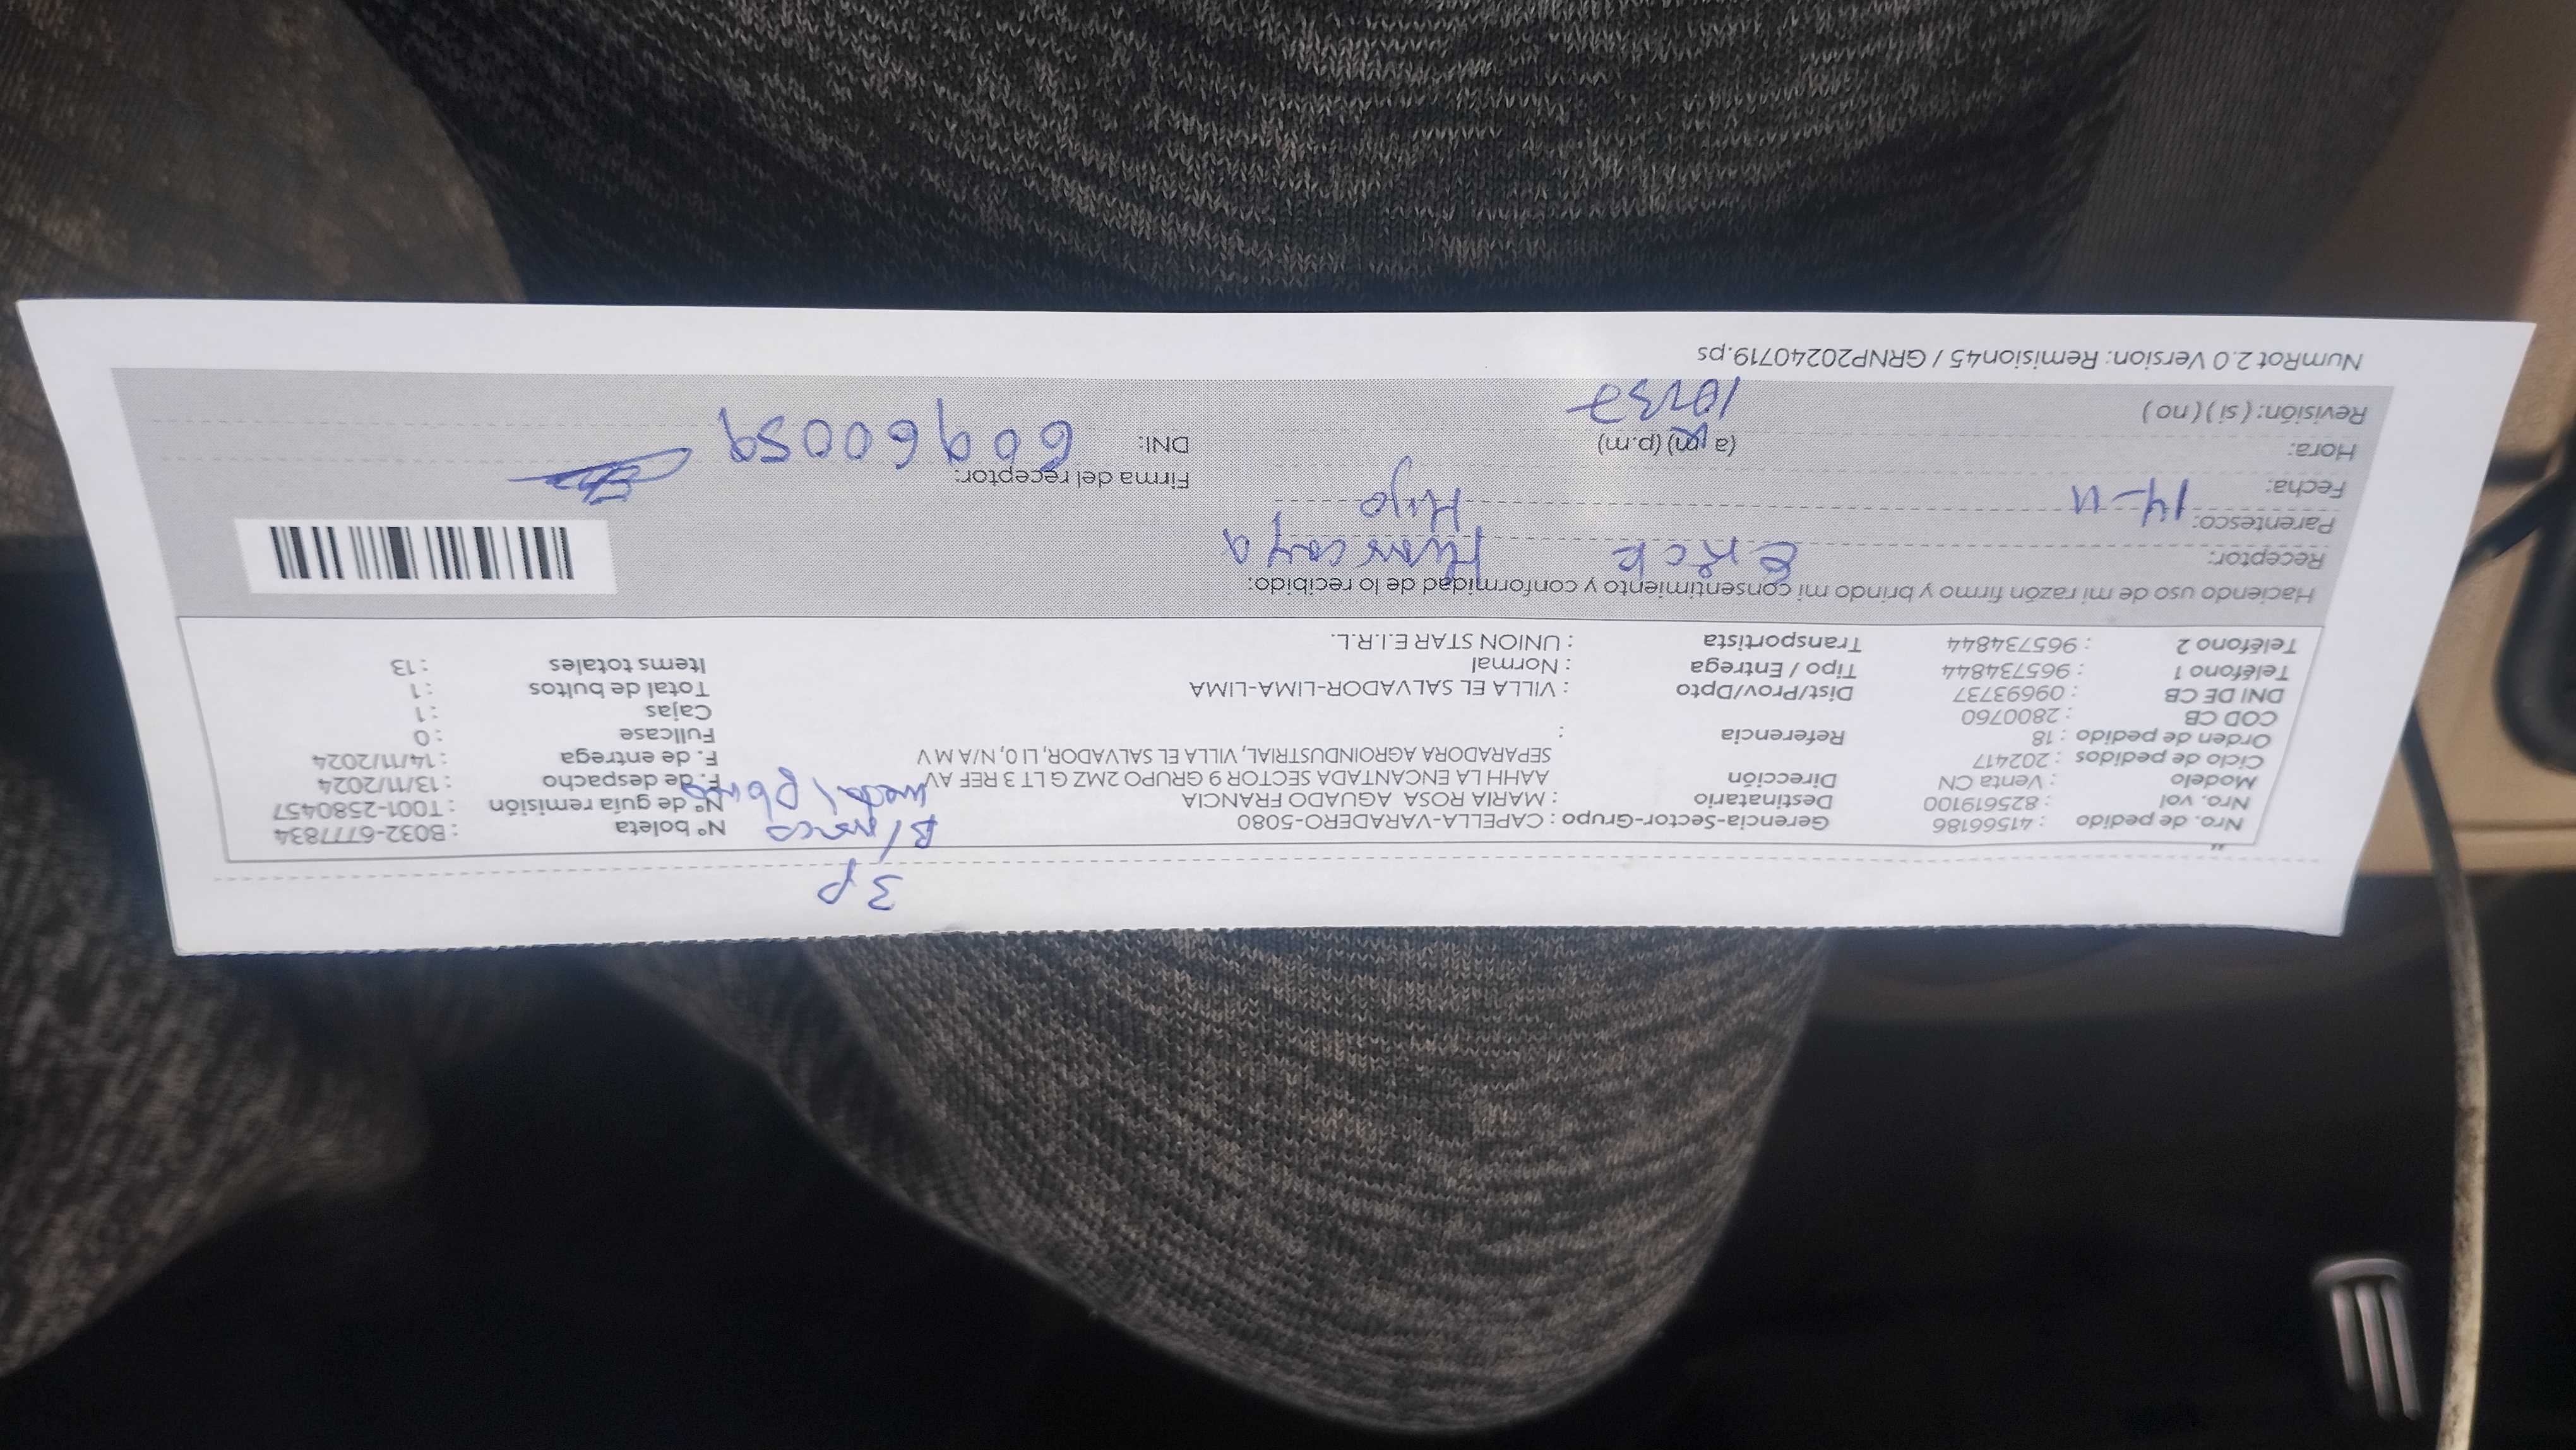 3 P
Nro. de pedido : 41566186 Gerencia-Sector-Grupo : CAPELLA-VARADERO-5080 Nº boleta : B032-6777834
Blanco
Nro. vol : 825619100 Destinatario : MARIA ROSA AGUADO FRANCIA Nº de guía remisión : T001-2580457
Modelo : Venta CN Dirección AAHH LA ENCANTADA SECTOR 9 GRUPO 2MZ G LT 3 REF AV F. de despacho : 13/11/2024
Ciclo de pedidos : 202417 SEPARADORA AGROINDUSTRIAL, VILLA EL SALVADOR, LI 0, N/A M V F. de entrega : 14/11/2024
Orden de pedido : 18 Referencia : Fullcase : 0
COD CB : 2800760 Cajas : 1
DNI DE CB : 09693737 Dist/Prov/Dpto : VILLA EL SALVADOR-LIMA-LIMA Total de bultos : 1
Teléfono 1 : 965734844 Tipo / Entrega : Normal Items totales : 13
Teléfono 2 : 965734844 Transportista : UNION STAR E.I.R.L.
Haciendo uso de mi razón firmo y brindo mi consentimiento y conformidad de lo recibido:
Receptor: Erick Huarcaya
Parentesco: Hijo
Fecha: 14-11 Firma del receptor:
Hora: (a.m) (p.m) DNI: 60960059
Revisión: ( si ) ( no ) 10:37
NumRot 2.0 Version: Remision45 / GRNP20240719.ps